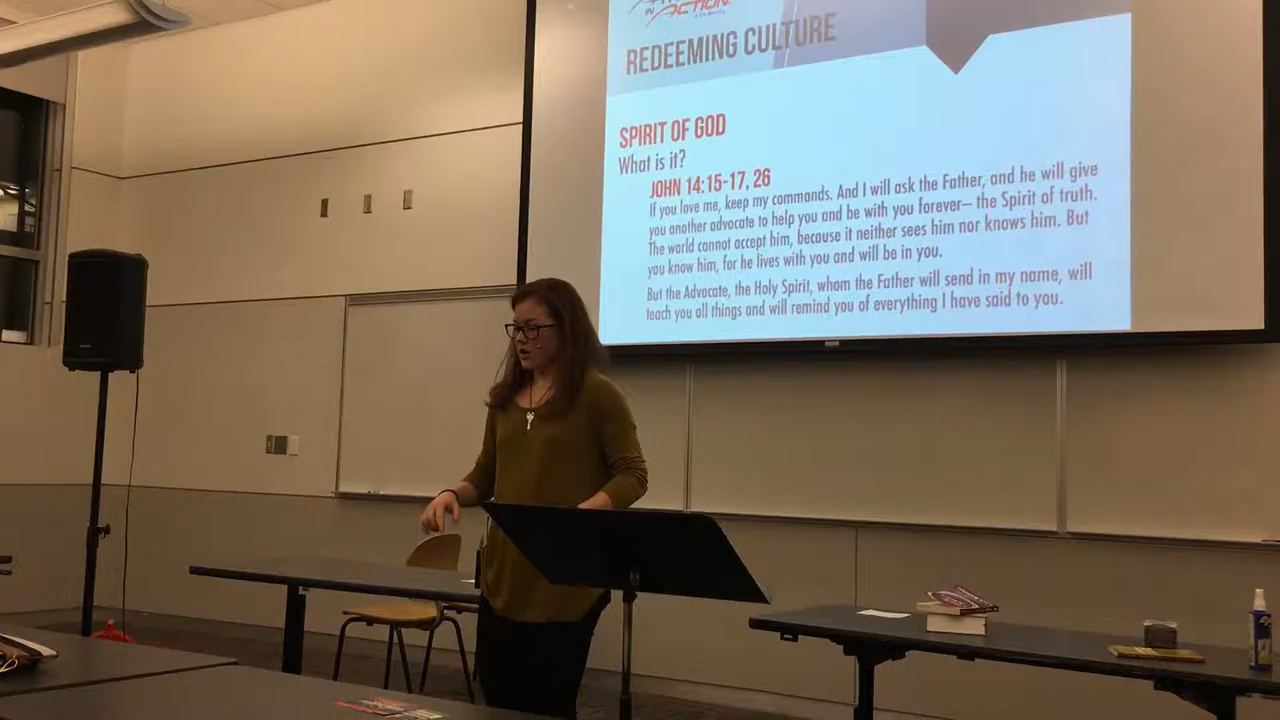 IN ACTION
REDEEMING CULTURE
SPIRIT OF GOD
What is it?
JOHN 14:15-17, 26
If you love me, keep my commands. And I will ask the Father, and he will give
you another advocate to help you and be with you forever– the Spirit of truth.
The world cannot accept him, because it neither sees him nor knows him. But
you know him, for he lives with you and will be in you.
But the Advocate, the Holy Spirit, whom the Father will send in my name, will
teach you all things and will remind you of everything I have said to you.